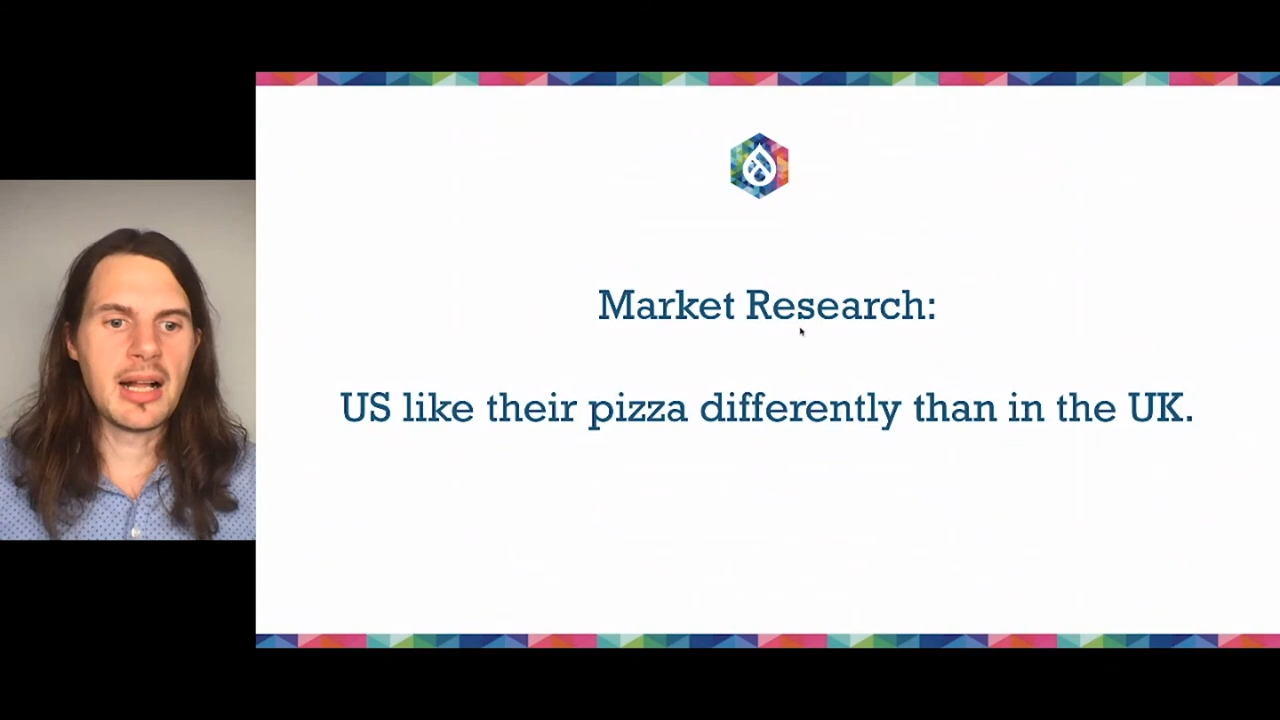 Market Research:
US like their pizza differently than in the UK.